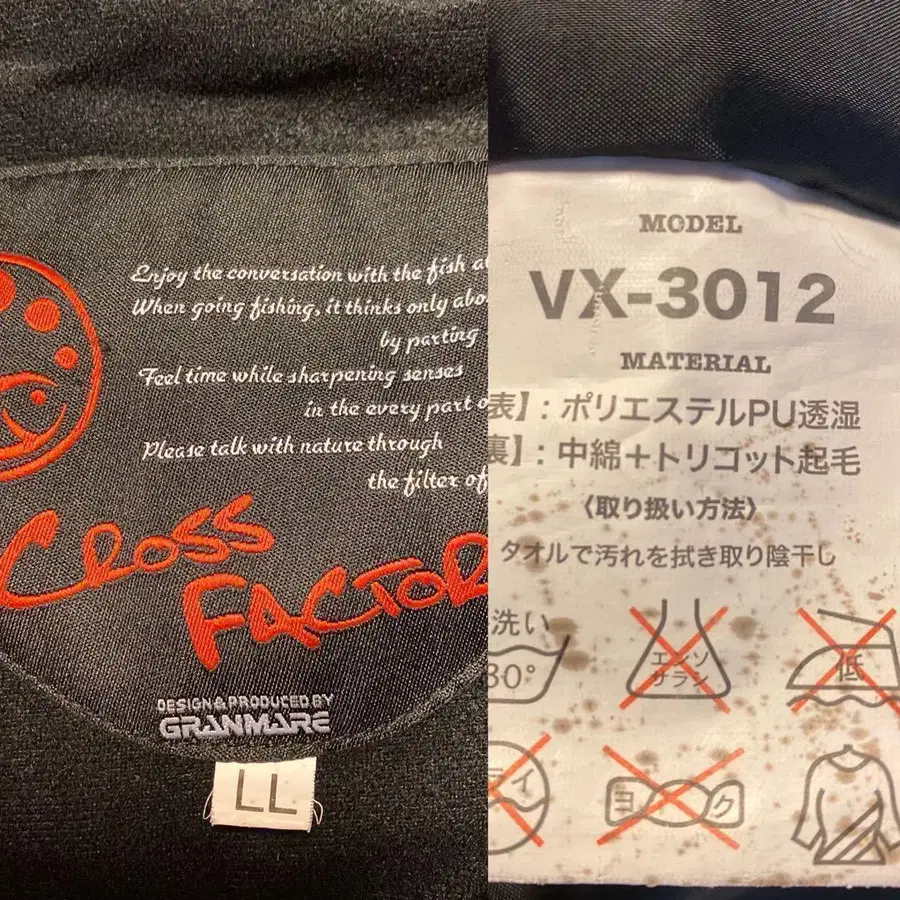 Enjoy the conversation with the fish
When going fishing, it thinks only
by parting
Feel time while sharpening senses
in the every part
Please talk with nature through
the filter of
CROSS
FACTOR
DESIGN & PRODUCED BY
GRANMARE
LL
MODEL
VX-3012
MATERIAL
表】：ポリエステルPU透湿
裏】：中綿＋トリコット起毛
〈取り扱い方法〉
タオルで汚れを拭き取り陰干し
洗い
30°
エンソ
サラシ
低
ライ
ヨ ク